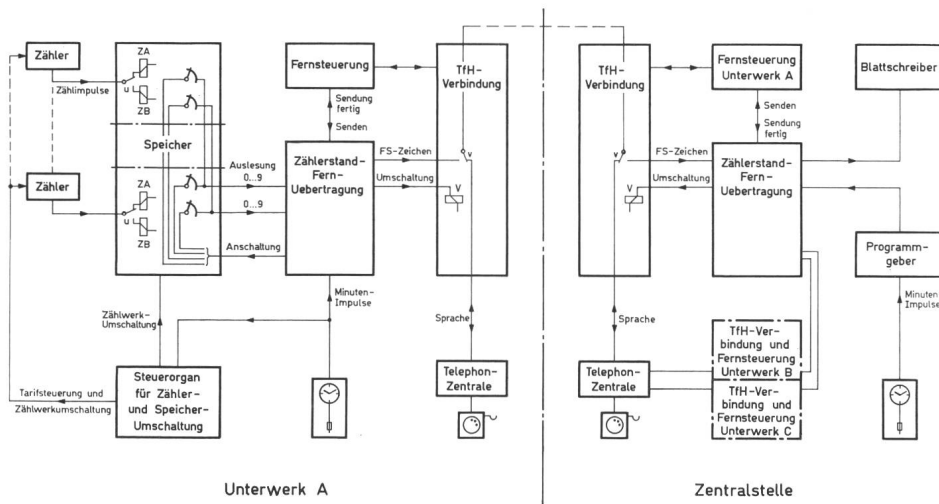 Zähler
Zählimpulse
ZA
u
ZB
Speicher
Zähler
ZA
u
ZB
Auslesung
0...9
0...9
Anschaltung
Zählwerk-
Umschaltung
Tarifsteuerung und
Zählwerkumschaltung
Steuerorgan
für Zähler-
und Speicher-
Umschaltung
Fernsteuerung
Sendung
fertig
Senden
Zählerstand-
Fern-
Uebertragung
Minuten-
Impulse
FS-Zeichen
Umschaltung
TfH-
Verbindung
v
V
Sprache
Telephon-
Zentrale
Unterwerk A
TfH-
Verbindung
v
V
FS-Zeichen
Umschaltung
Sprache
Telephon-
Zentrale
Fernsteuerung
Unterwerk A
Senden
Sendung
fertig
Zählerstand-
Fern-
Uebertragung
TfH-Ver-
bindung und
Fernsteuerung
Unterwerk B
TfH-Ver-
bindung und
Fernsteuerung
Unterwerk C
Blattschreiber
Programm-
geber
Minuten
Impulse
Zentralstelle